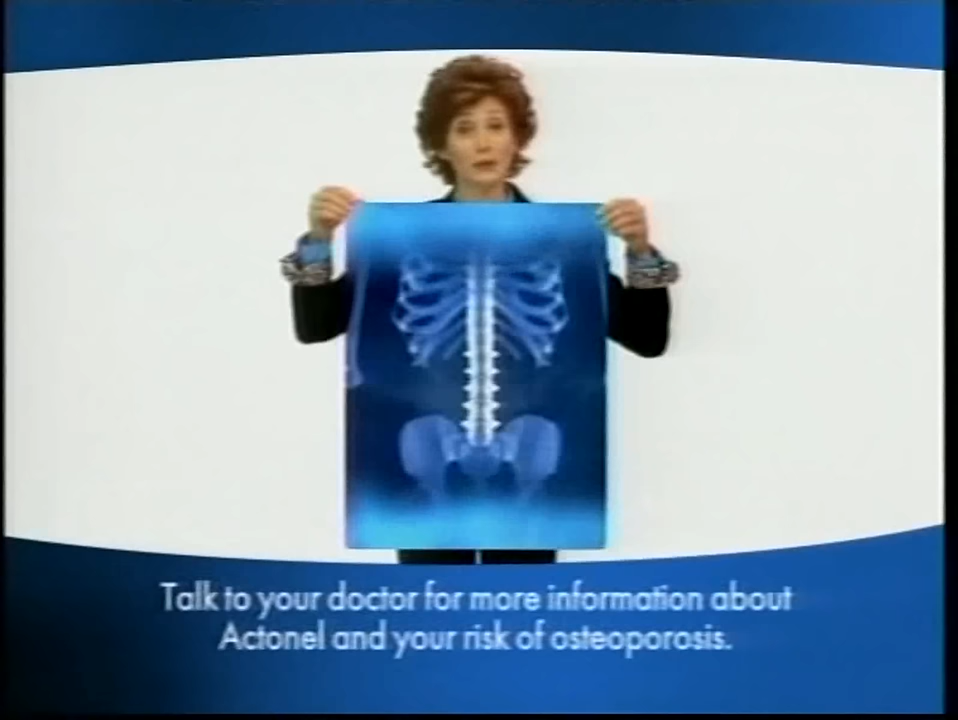 Talk to your doctor for more information about
Actonel and your risk of osteoporosis.